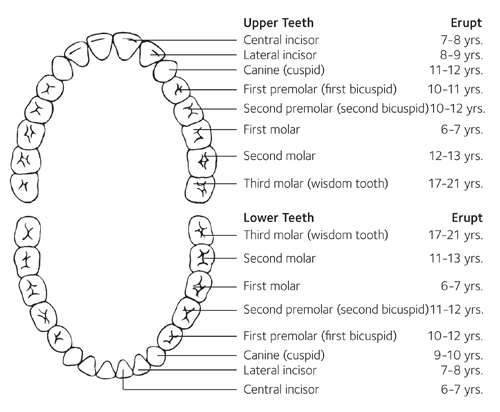 Upper Teeth Erupt
Central incisor 7-8 yrs.
Lateral incisor 8-9 yrs.
Canine (cuspid) 11-12 yrs.
First premolar (first bicuspid) 10-11 yrs.
Second premolar (second bicuspid) 10-12 yrs.
First molar 6-7 yrs.
Second molar 12-13 yrs.
Third molar (wisdom tooth) 17-21 yrs.
Lower Teeth Erupt
Third molar (wisdom tooth) 17-21 yrs.
Second molar 11-13 yrs.
First molar 6-7 yrs.
Second premolar (second bicuspid) 11-12 yrs.
First premolar (first bicuspid) 10-12 yrs.
Canine (cuspid) 9-10 yrs.
Lateral incisor 7-8 yrs.
Central incisor 6-7 yrs.